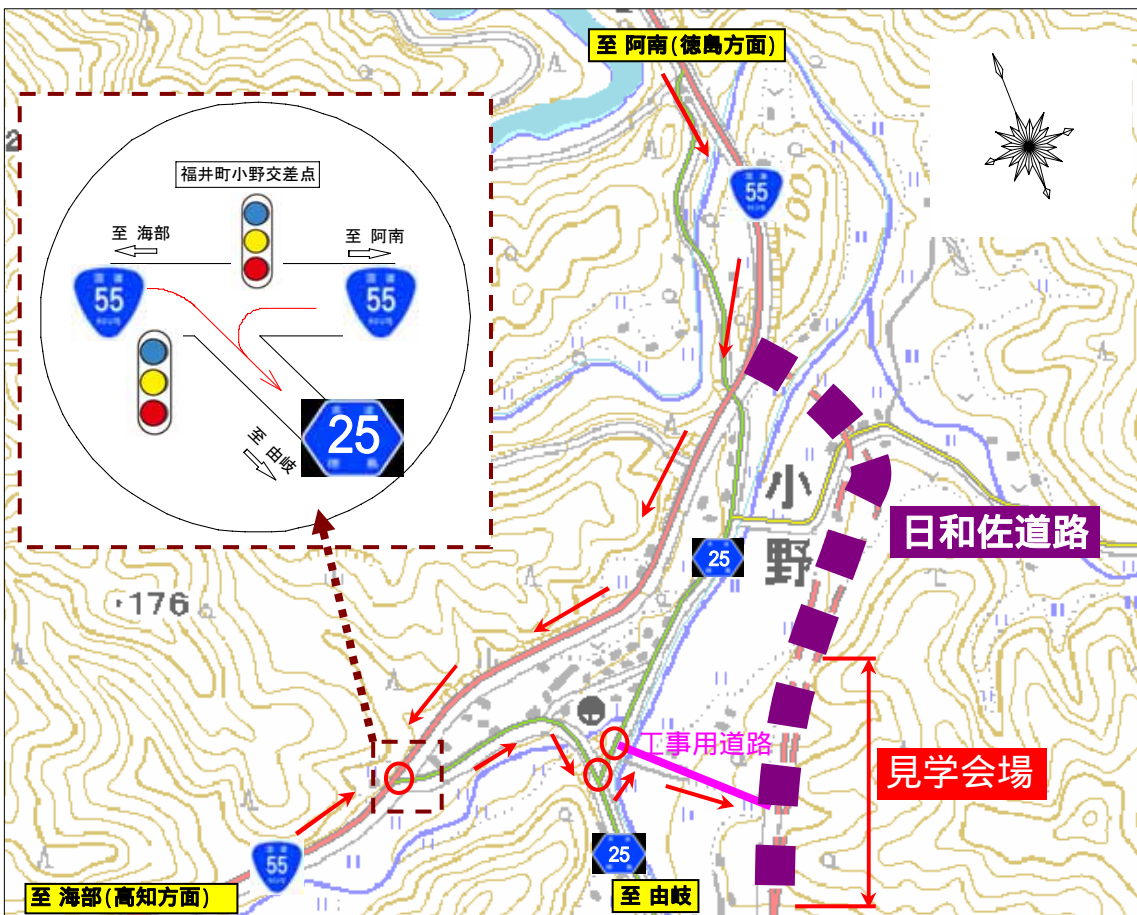 至 阿南(徳島方面)
福井町小野交差点
至 海部
至 阿南
55
55
25
至 由岐
55
100
小野
日和佐道路
25
・176
工事用道路
見学会場
55
25
至 海部(高知方面)
至 由岐
2